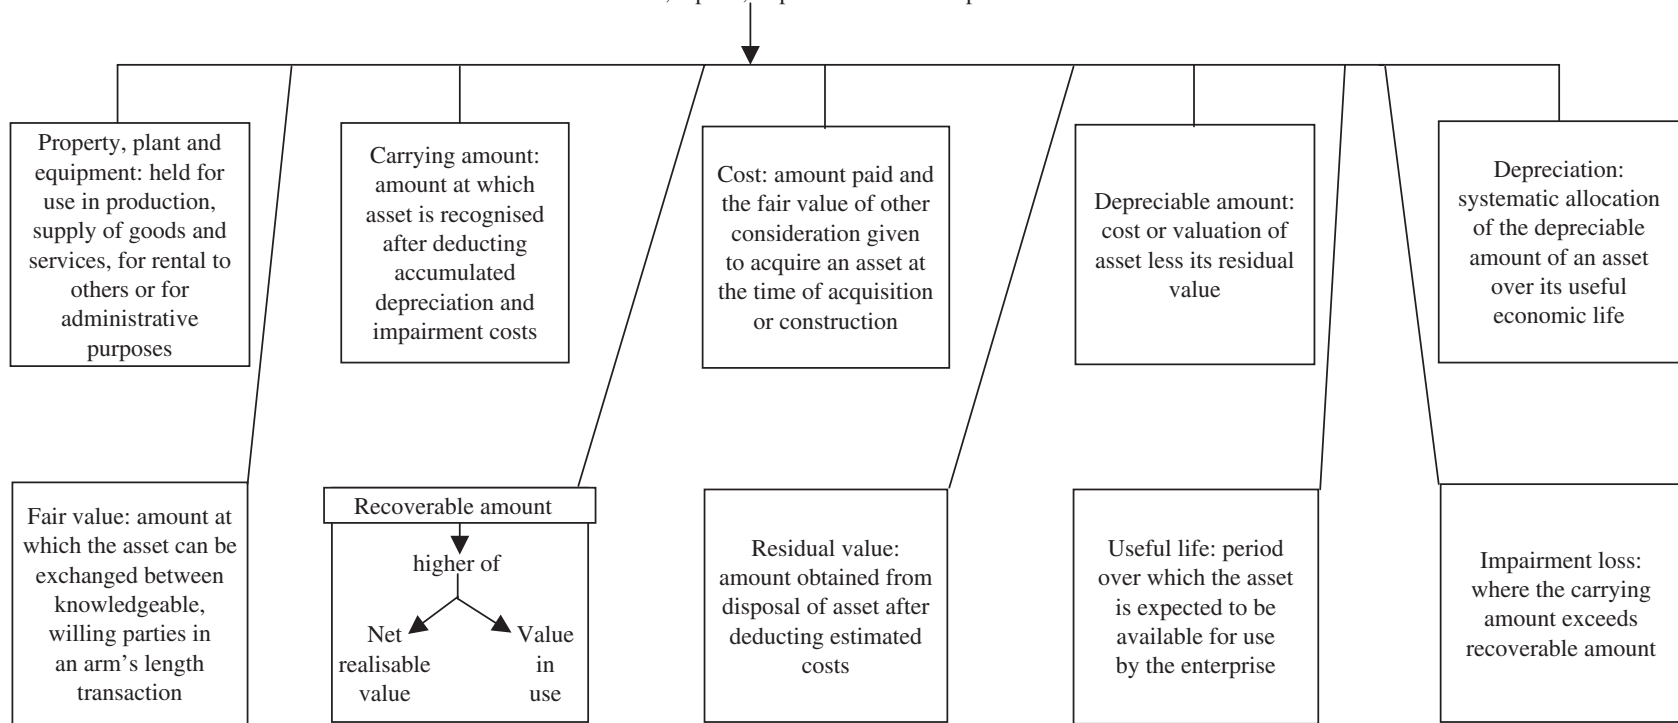 Property, plant and
equipment: held for
use in production,
supply of goods and
services, for rental to
others or for
administrative
purposes
Carrying amount:
amount at which
asset is recognised
after deducting
accumulated
depreciation and
impairment costs
Cost: amount paid and
the fair value of other
consideration given
to acquire an asset at
the time of acquisition
or construction
Depreciable amount:
cost or valuation of
asset less its residual
value
Depreciation:
systematic allocation
of the depreciable
amount of an asset
over its useful
economic life
Fair value: amount at
which the asset can be
exchanged between
knowledgeable,
willing parties in
an arm's length
transaction
Recoverable amount
higher of
Net
realisable
value
Value
in
use
Residual value:
amount obtained from
disposal of asset after
deducting estimated
costs
Useful life: period
over which the asset
is expected to be
available for use
by the enterprise
Impairment loss:
where the carrying
amount exceeds
recoverable amount